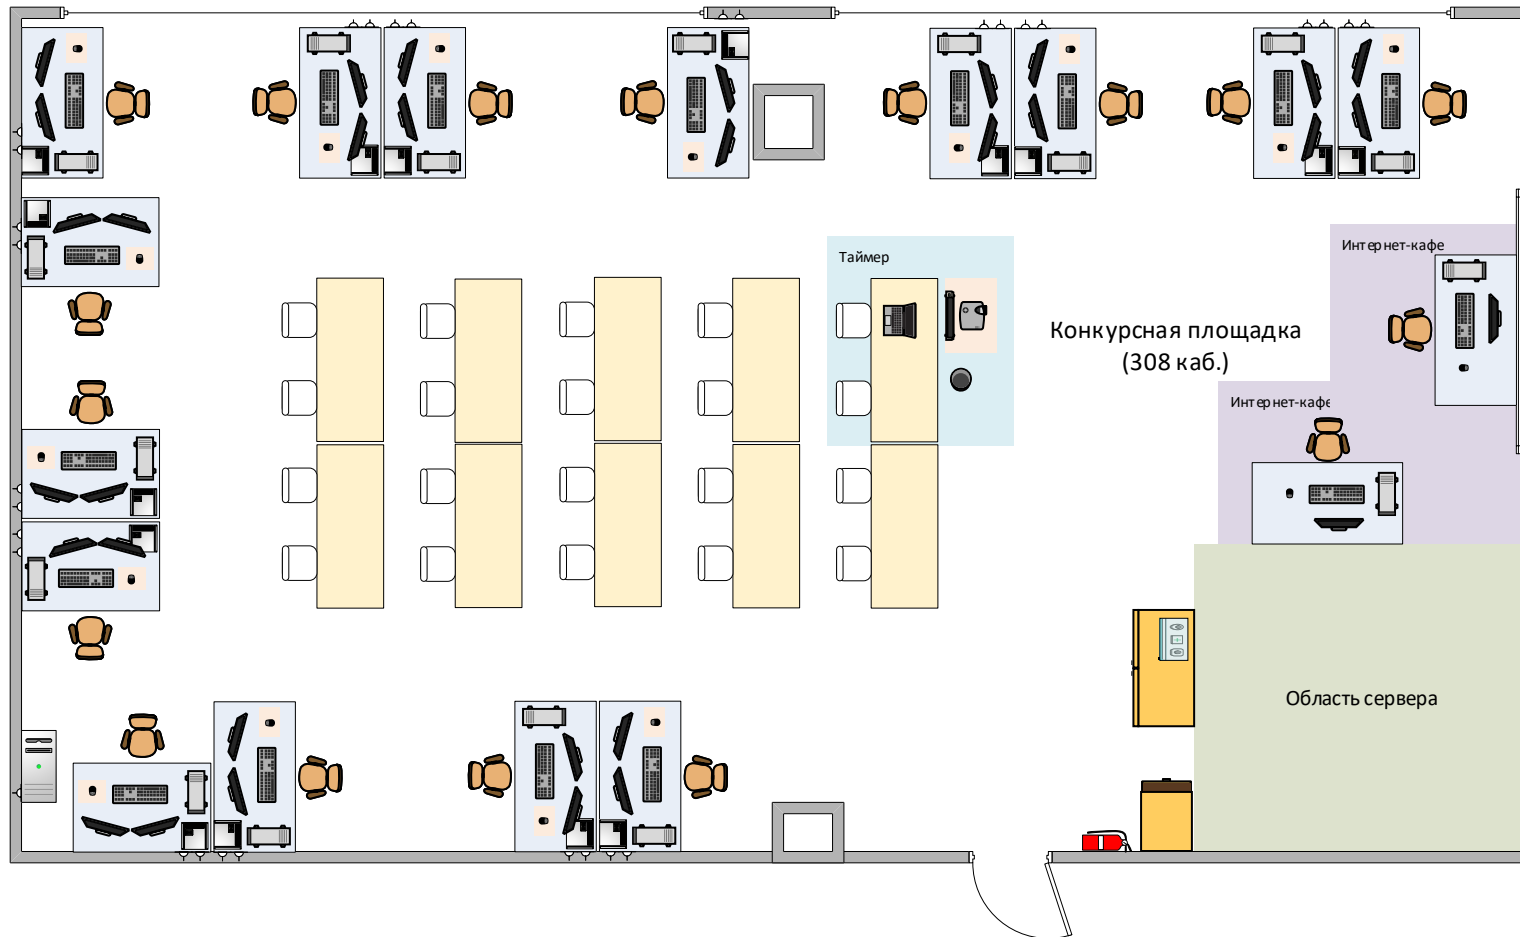 Интернет-кафе
Таймер
Конкурсная площадка
(308 каб.)
Интернет-кафе
Область сервера